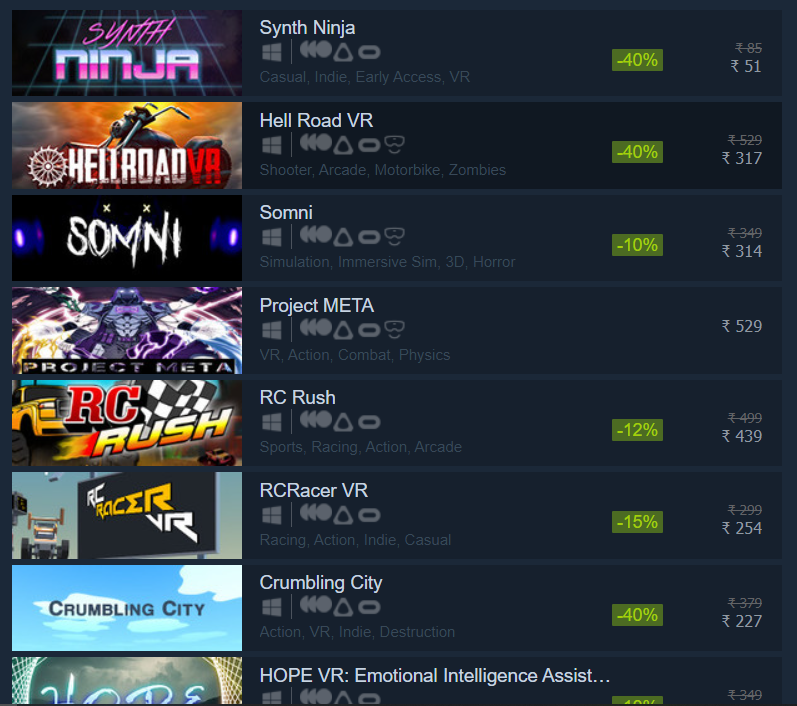 SYNTH
NINJA
Synth Ninja
Casual, Indie, Early Access, VR
-40%
₹ 85
₹ 51
HELLROAD VR
Hell Road VR
Shooter, Arcade, Motorbike, Zombies
-40%
₹ 529
₹ 317
SOMNI
Somni
Simulation, Immersive Sim, 3D, Horror
-10%
₹ 349
₹ 314
PROJECT META
Project META
VR, Action, Combat, Physics
₹ 529
RC
RUSH
RC Rush
Sports, Racing, Action, Arcade
-12%
₹ 499
₹ 439
RC
RACER
VR
RCRacer VR
Racing, Action, Indie, Casual
-15%
₹ 299
₹ 254
CRUMBLING CITY
Crumbling City
Action, VR, Indie, Destruction
-40%
₹ 379
₹ 227
HOPE
HOPE VR: Emotional Intelligence Assist…
₹ 349